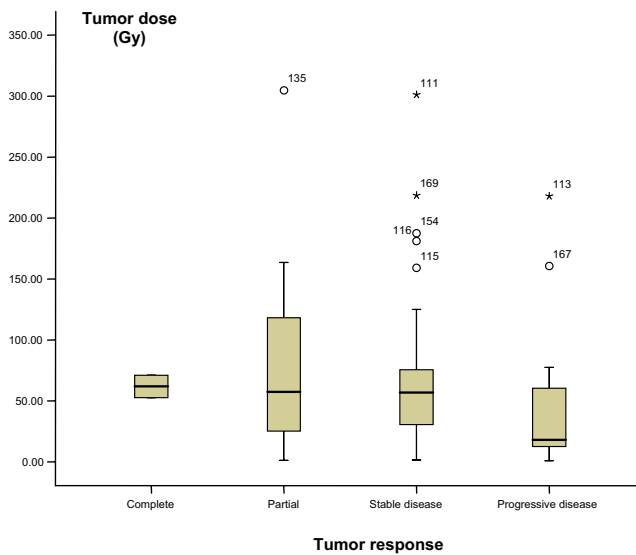 Tumor dose
(Gy)
350.00
300.00
250.00
200.00
150.00
100.00
50.00
0.00
135
111
169
154
116
115
113
167
Complete
Partial
Stable disease
Progressive disease
Tumor response